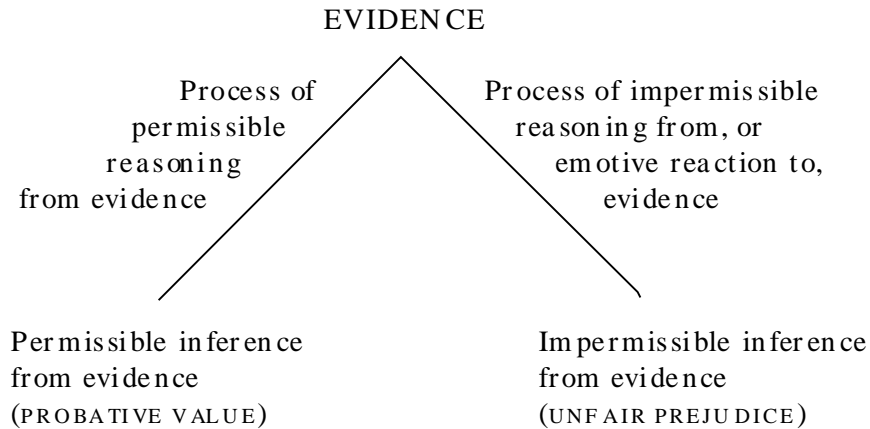 EVIDENCE
Process of
permissible
reasoning
from evidence
Process of impermissible
reasoning from, or
emotive reaction to,
evidence
Permissible inference
from evidence
(PROBATIVE VALUE)
Impermissible inference
from evidence
(UNFAIR PREJUDICE)